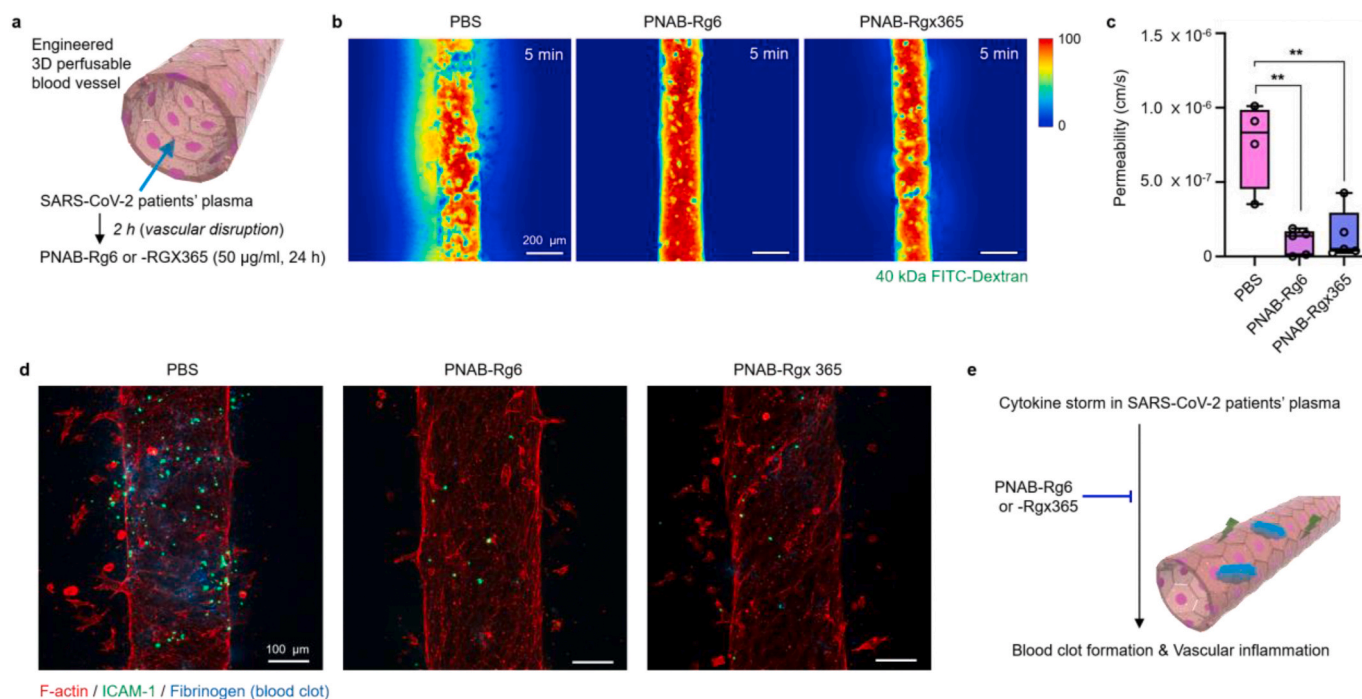 a
Engineered
3D perfusable
blood vessel
SARS-CoV-2 patients' plasma
2 h (vascular disruption)
PNAB-Rg6 or -RGX365 (50 µg/ml, 24 h)
b
PBS
PNAB-Rg6
PNAB-Rgx365
5 min
5 min
5 min
200 µm
100
0
40 kDa FITC-Dextran
c
Permeability (cm/s)
1.5 x 10-6
1.0 x 10-6
5.0 x 10-7
0
**
**
PBS
PNAB-Rg6
PNAB-Rgx365
d
PBS
PNAB-Rg6
PNAB-Rgx 365
100 µm
F-actin / ICAM-1 / Fibrinogen (blood clot)
e
Cytokine storm in SARS-CoV-2 patients' plasma
PNAB-Rg6
or -Rgx365
Blood clot formation & Vascular inflammation